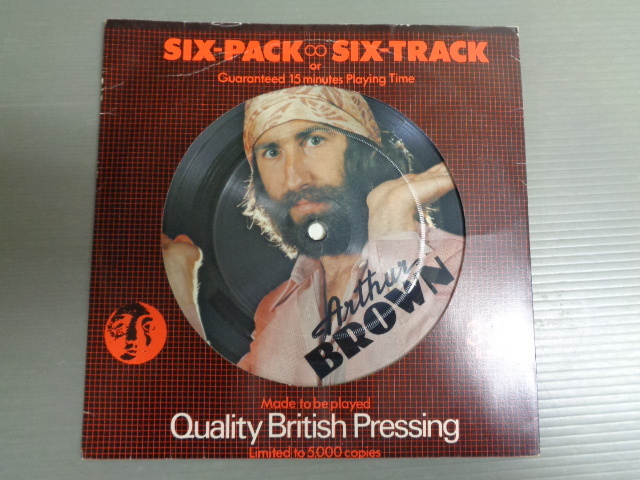 SIX-PACK ∞ SIX-TRACK
or
Guaranteed 15 minutes Playing Time
Arthur
BROWN
Made to be played
Quality British Pressing
Limited to 5,000 copies